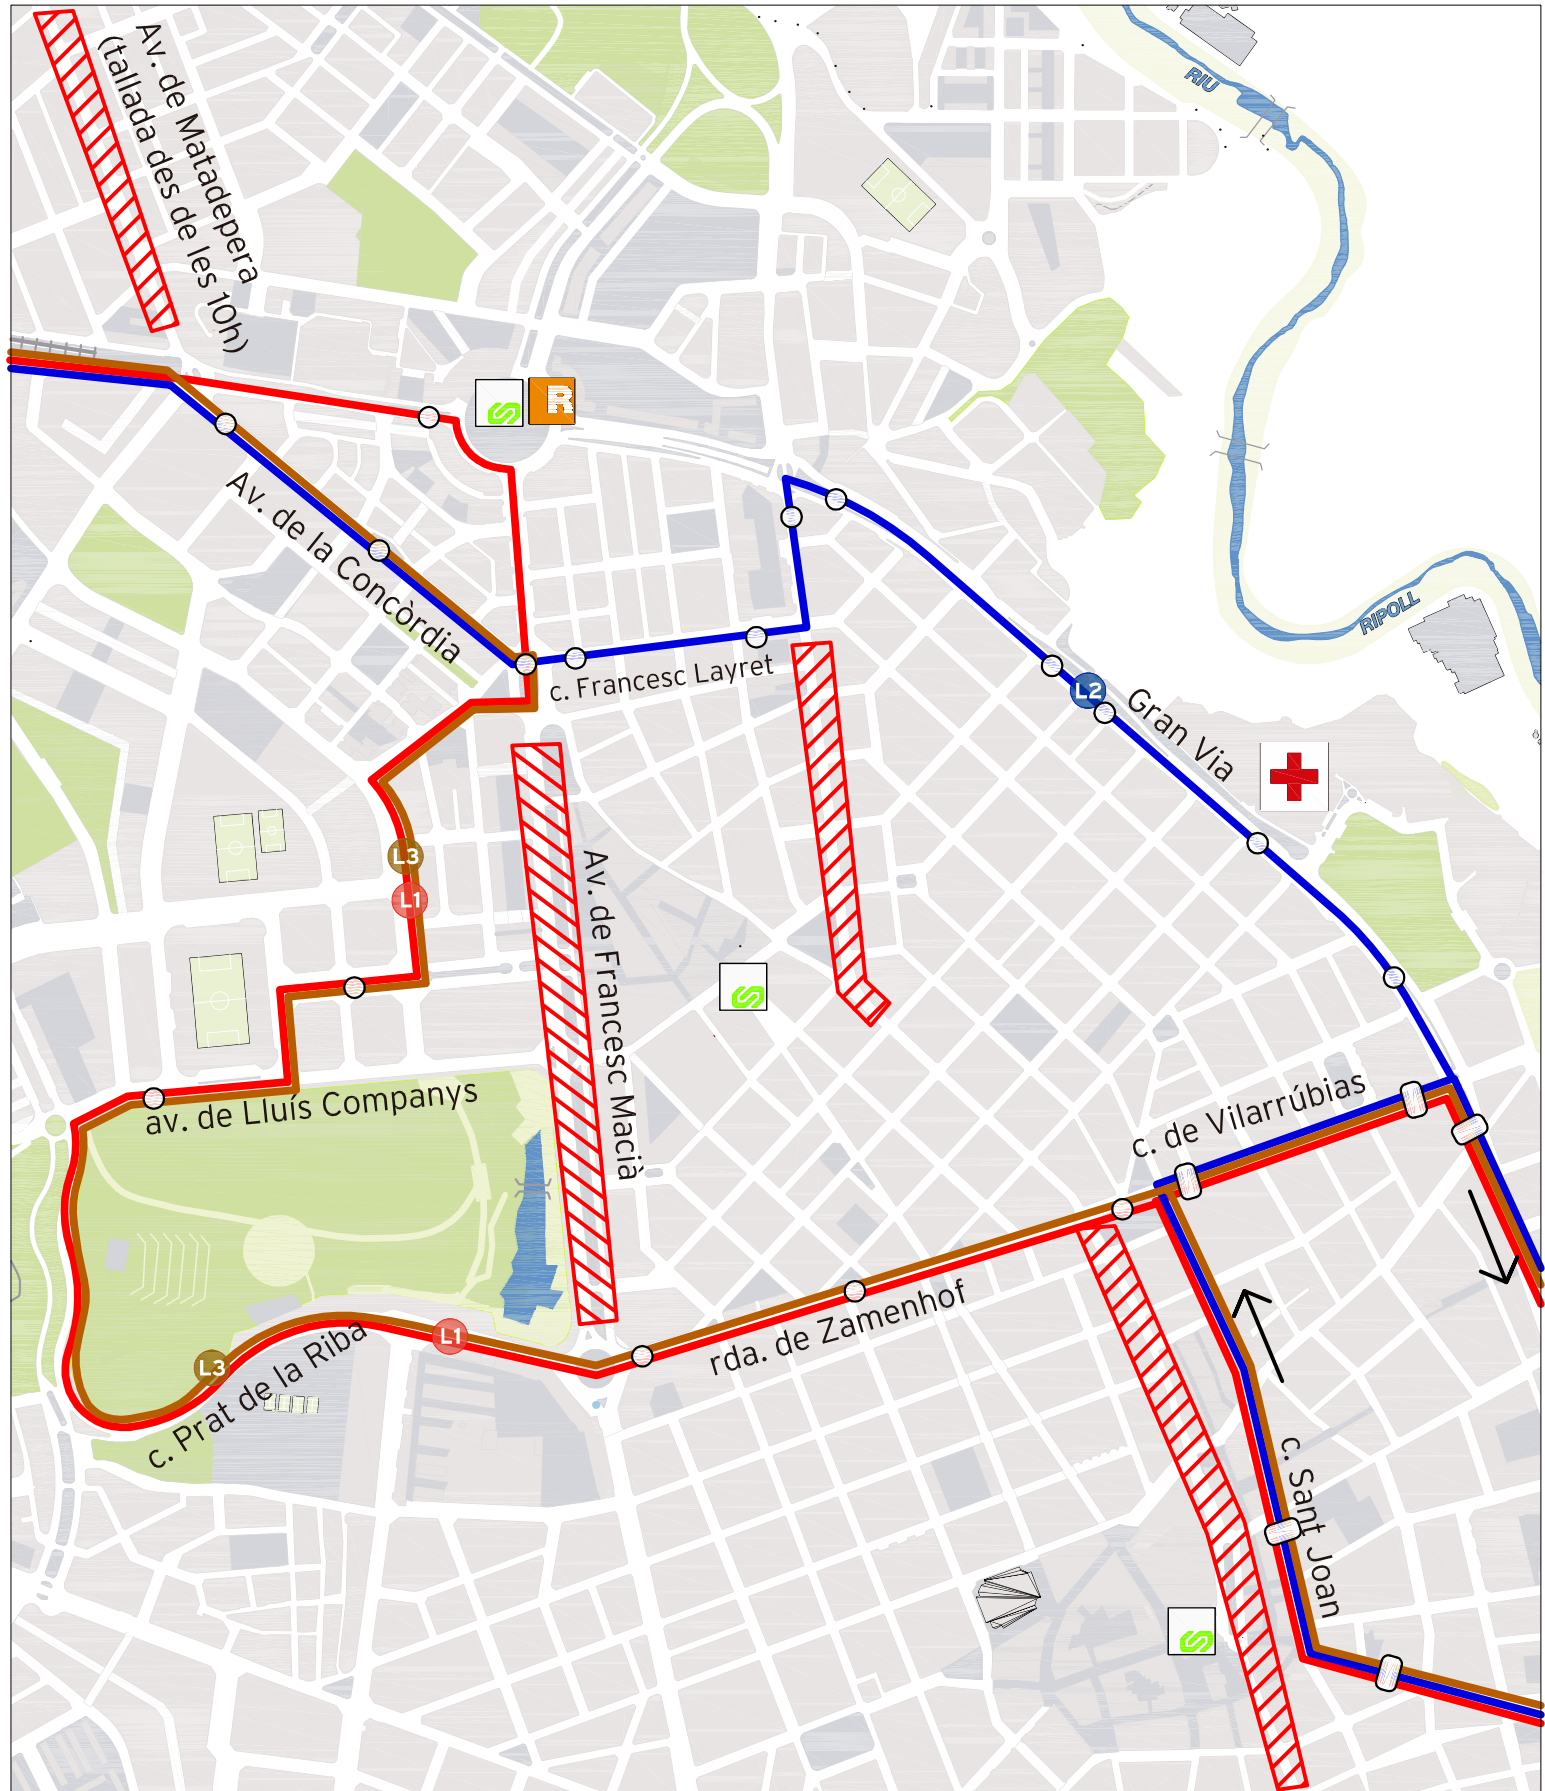 Av. de Matadepera
(tallada des de les 10h)
RIU
R
Av. de la Concòrdia
c. Francesc Layret
RIPOLL
L2
Gran Via
L3
L1
Av. de Francesc Macià
av. de Lluís Companys
c. de Vilarrúbias
rda. de Zamenhof
L1
L3
c. Prat de la Riba
c. Sant Joan